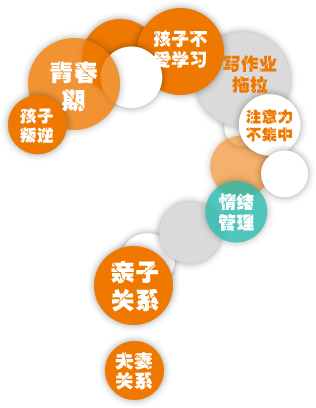 孩子不
爱学习
写作业
拖拉
青春
期
孩子
叛逆
注意力
不集中
情绪
管理
亲子
关系
夫妻
关系